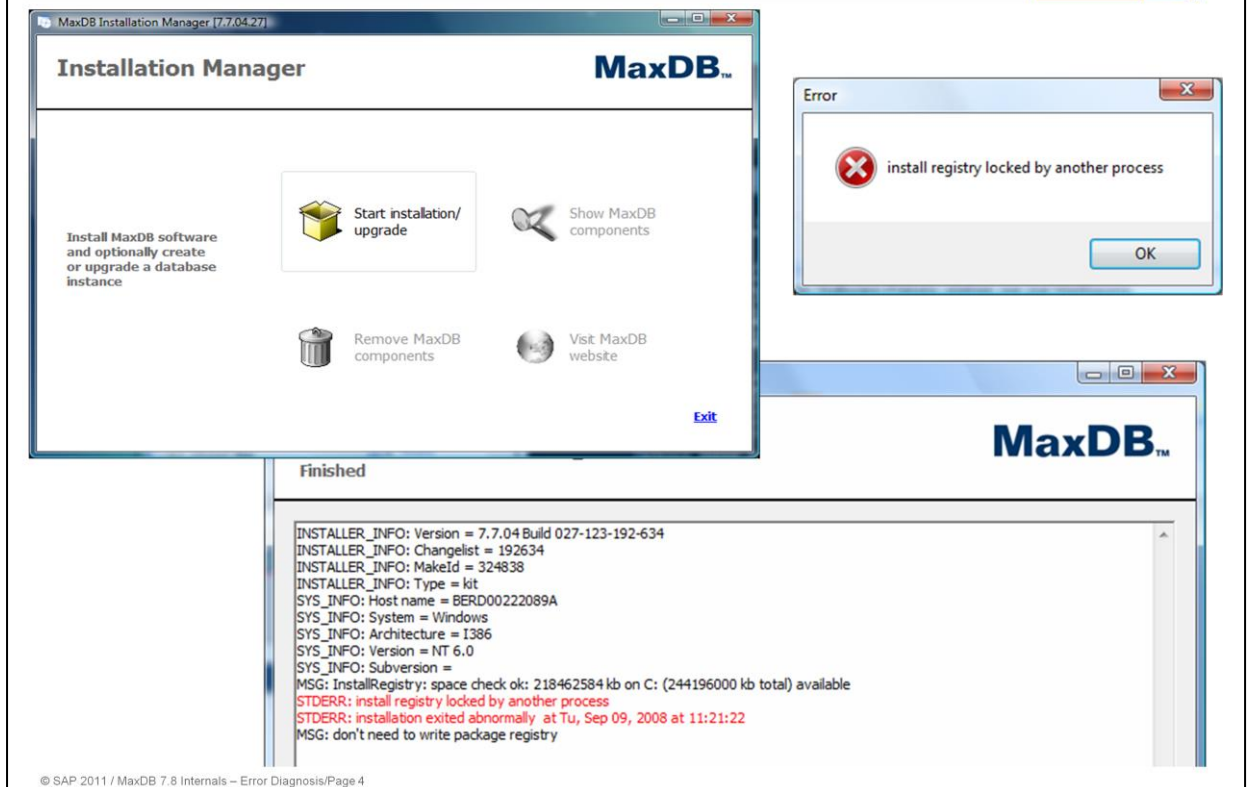 MaxDB Installation Manager [7.7.04.27]
Installation Manager
MaxDB™
Install MaxDB software
and optionally create
or upgrade a database
instance
Start installation/
upgrade
Show MaxDB
components
Remove MaxDB
components
Visit MaxDB
website
Exit
Error
install registry locked by another process
OK
MaxDB™
Finished
INSTALLER_INFO: Version = 7.7.04 Build 027-123-192-634
INSTALLER_INFO: Changelist = 192634
INSTALLER_INFO: MakeId = 324838
INSTALLER_INFO: Type = kit
SYS_INFO: Host name = BERD00222089A
SYS_INFO: System = Windows
SYS_INFO: Architecture = I386
SYS_INFO: Version = NT 6.0
SYS_INFO: Subversion =
MSG: InstallRegistry: space check ok: 218462584 kb on C: (244196000 kb total) available
STDERR: install registry locked by another process
STDERR: installation exited abnormally at Tu, Sep 09, 2008 at 11:21:22
MSG: don't need to write package registry
© SAP 2011 / MaxDB 7.8 Internals – Error Diagnosis/Page 4